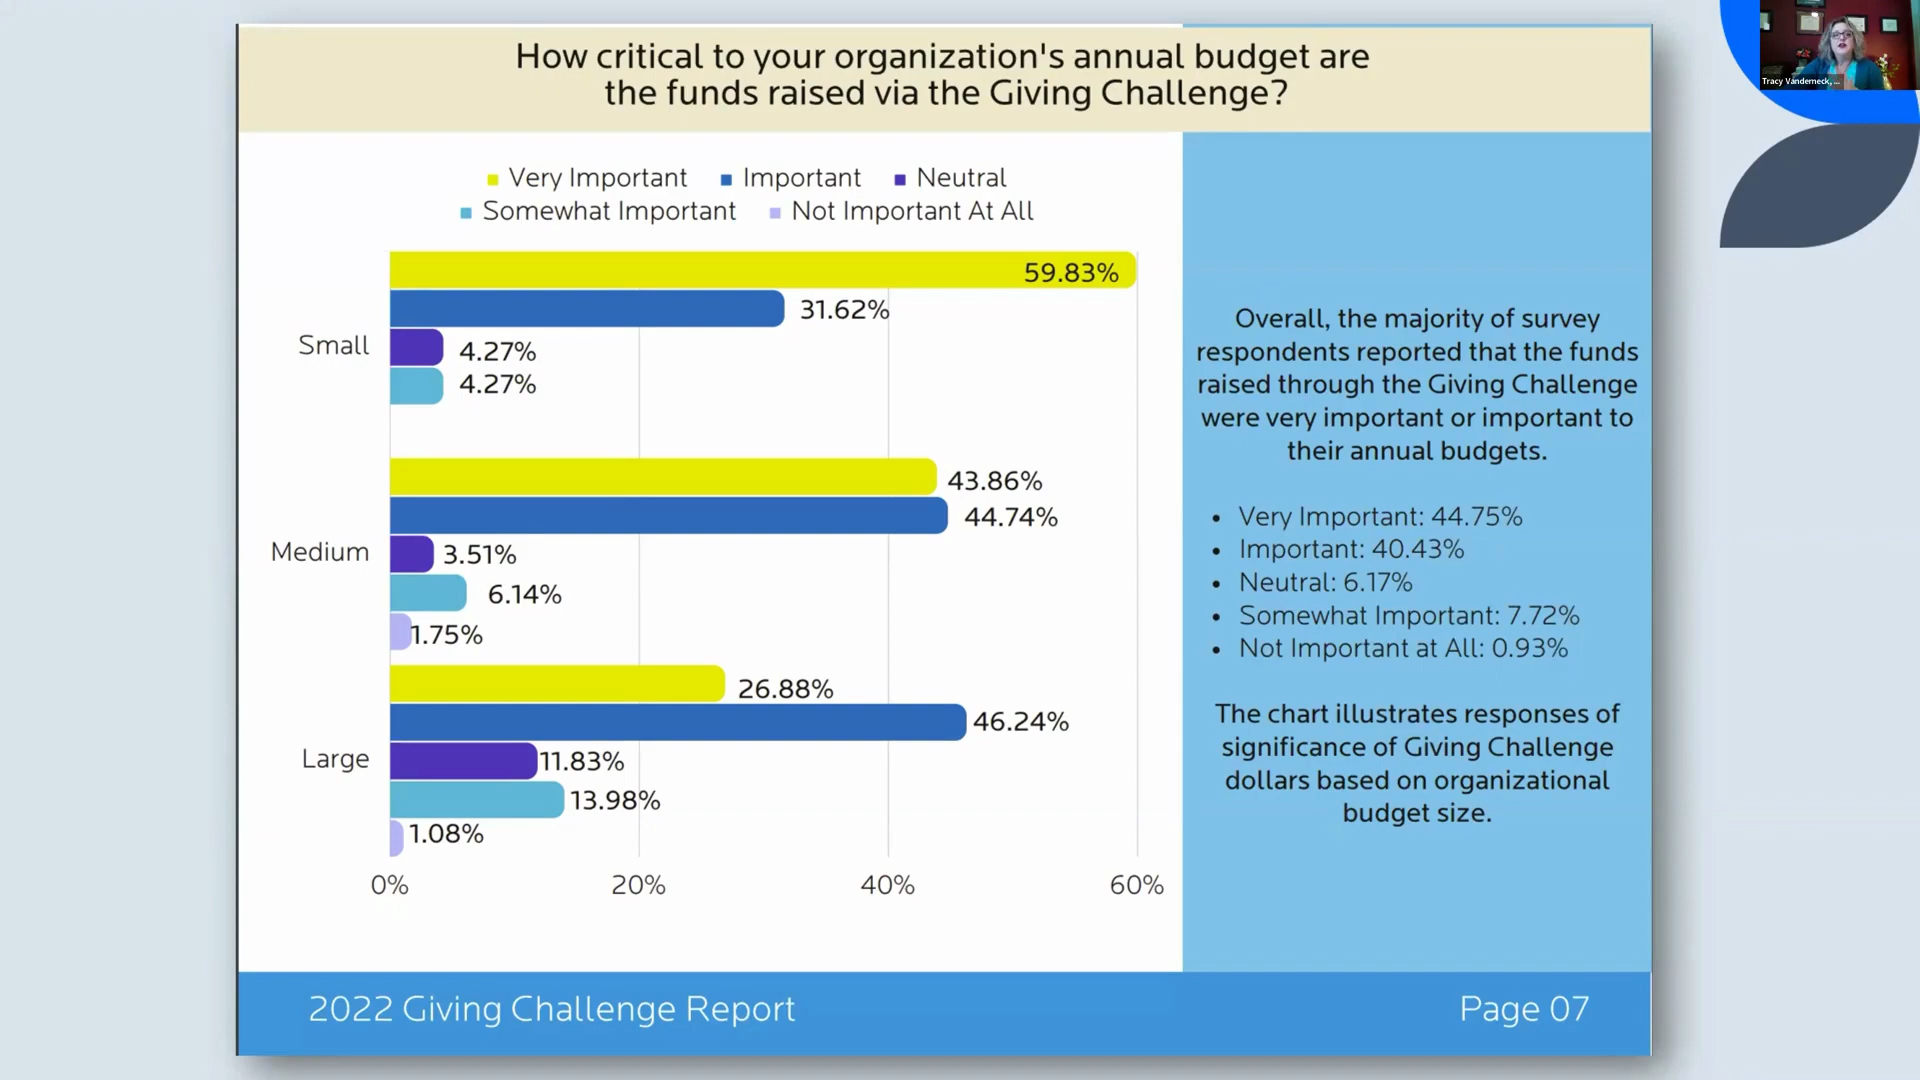 How critical to your organization's annual budget are
the funds raised via the Giving Challenge?
Tracy Vanderneck, ...
Very Important Important Neutral
Somewhat Important Not Important At All
Small
59.83%
31.62%
4.27%
4.27%
Medium
43.86%
44.74%
3.51%
6.14%
1.75%
Large
26.88%
46.24%
11.83%
13.98%
1.08%
0% 20% 40% 60%
Overall, the majority of survey
respondents reported that the funds
raised through the Giving Challenge
were very important or important to
their annual budgets.
• Very Important: 44.75%
• Important: 40.43%
• Neutral: 6.17%
• Somewhat Important: 7.72%
• Not Important at All: 0.93%
The chart illustrates responses of
significance of Giving Challenge
dollars based on organizational
budget size.
2022 Giving Challenge Report
Page 07